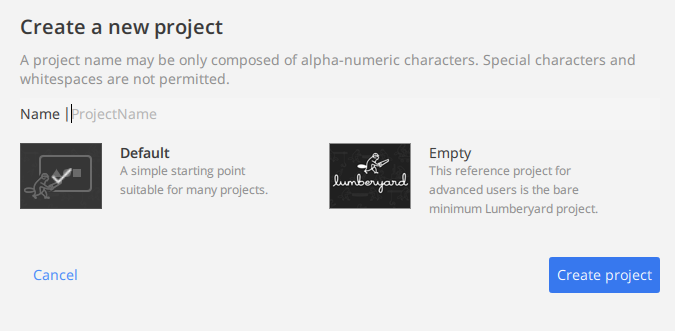 Create a new project
A project name may be only composed of alpha-numeric characters. Special characters and
whitespaces are not permitted.
Name ProjectName
Default
A simple starting point
suitable for many projects.
lumberyard
Empty
This reference project for
advanced users is the bare
minimum Lumberyard project.
Cancel
Create project